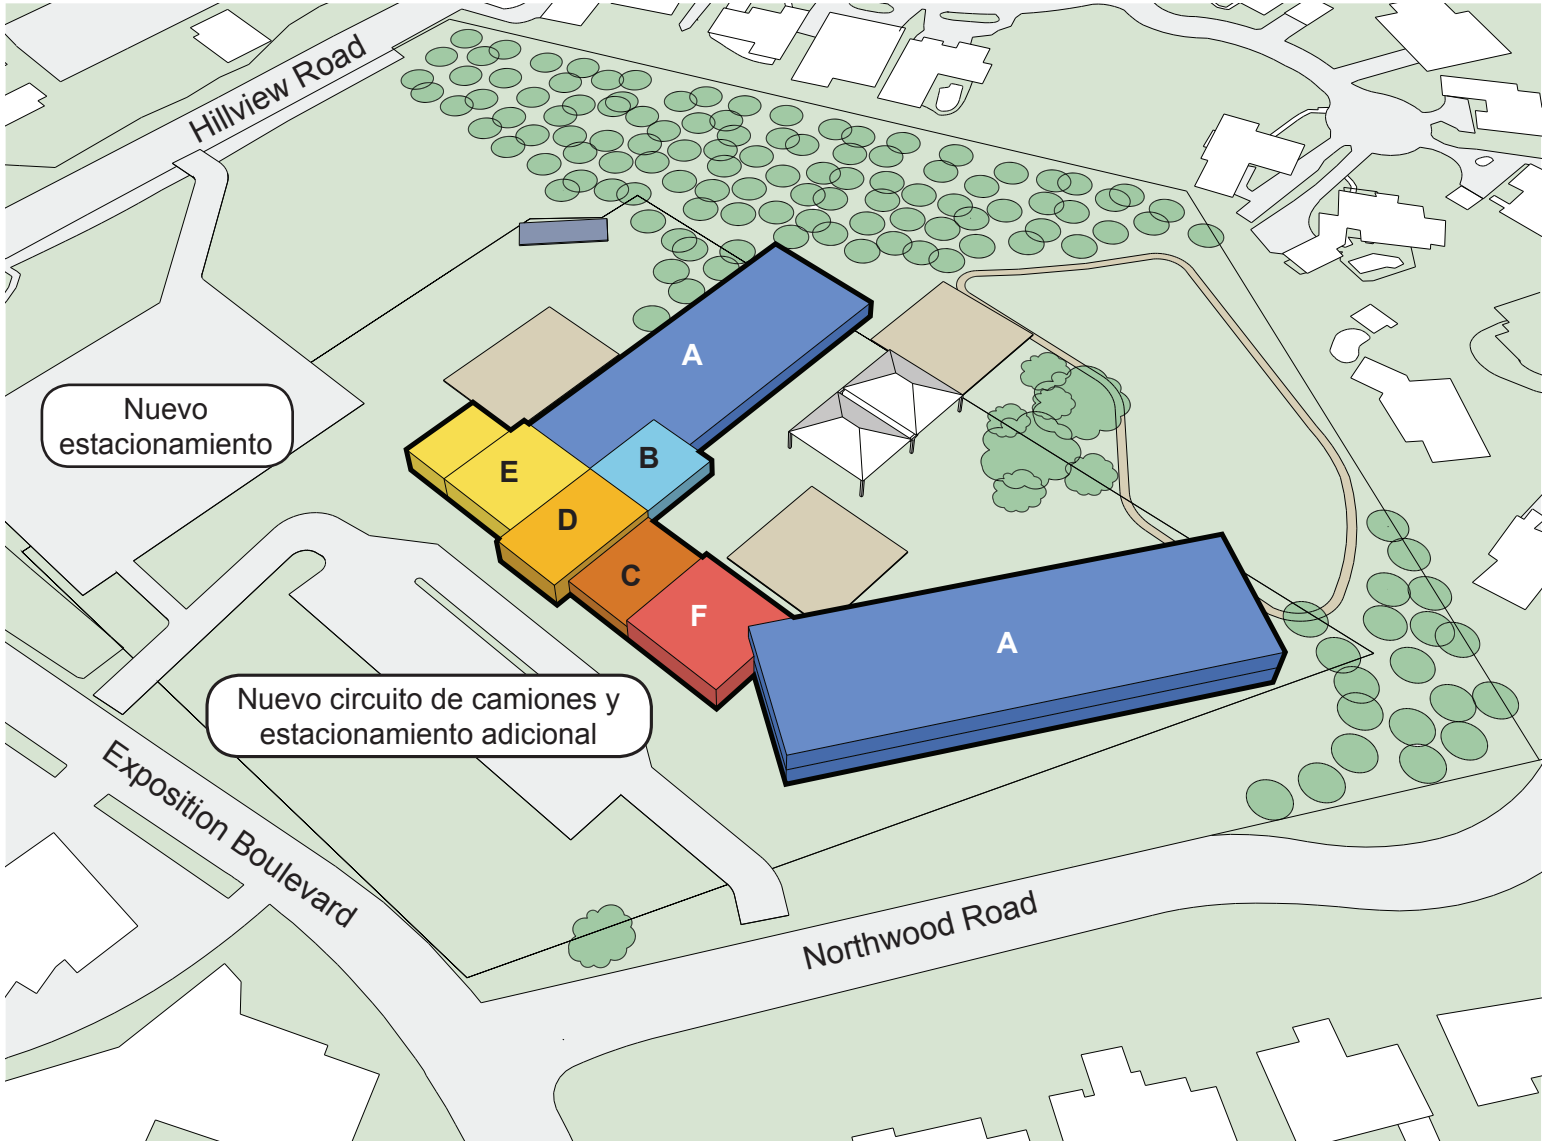 Hillview Road
A
Nuevo
estacionamiento
B
E
D
C
F
A
Nuevo circuito de camiones y
estacionamiento adicional
Exposition Boulevard
Northwood Road